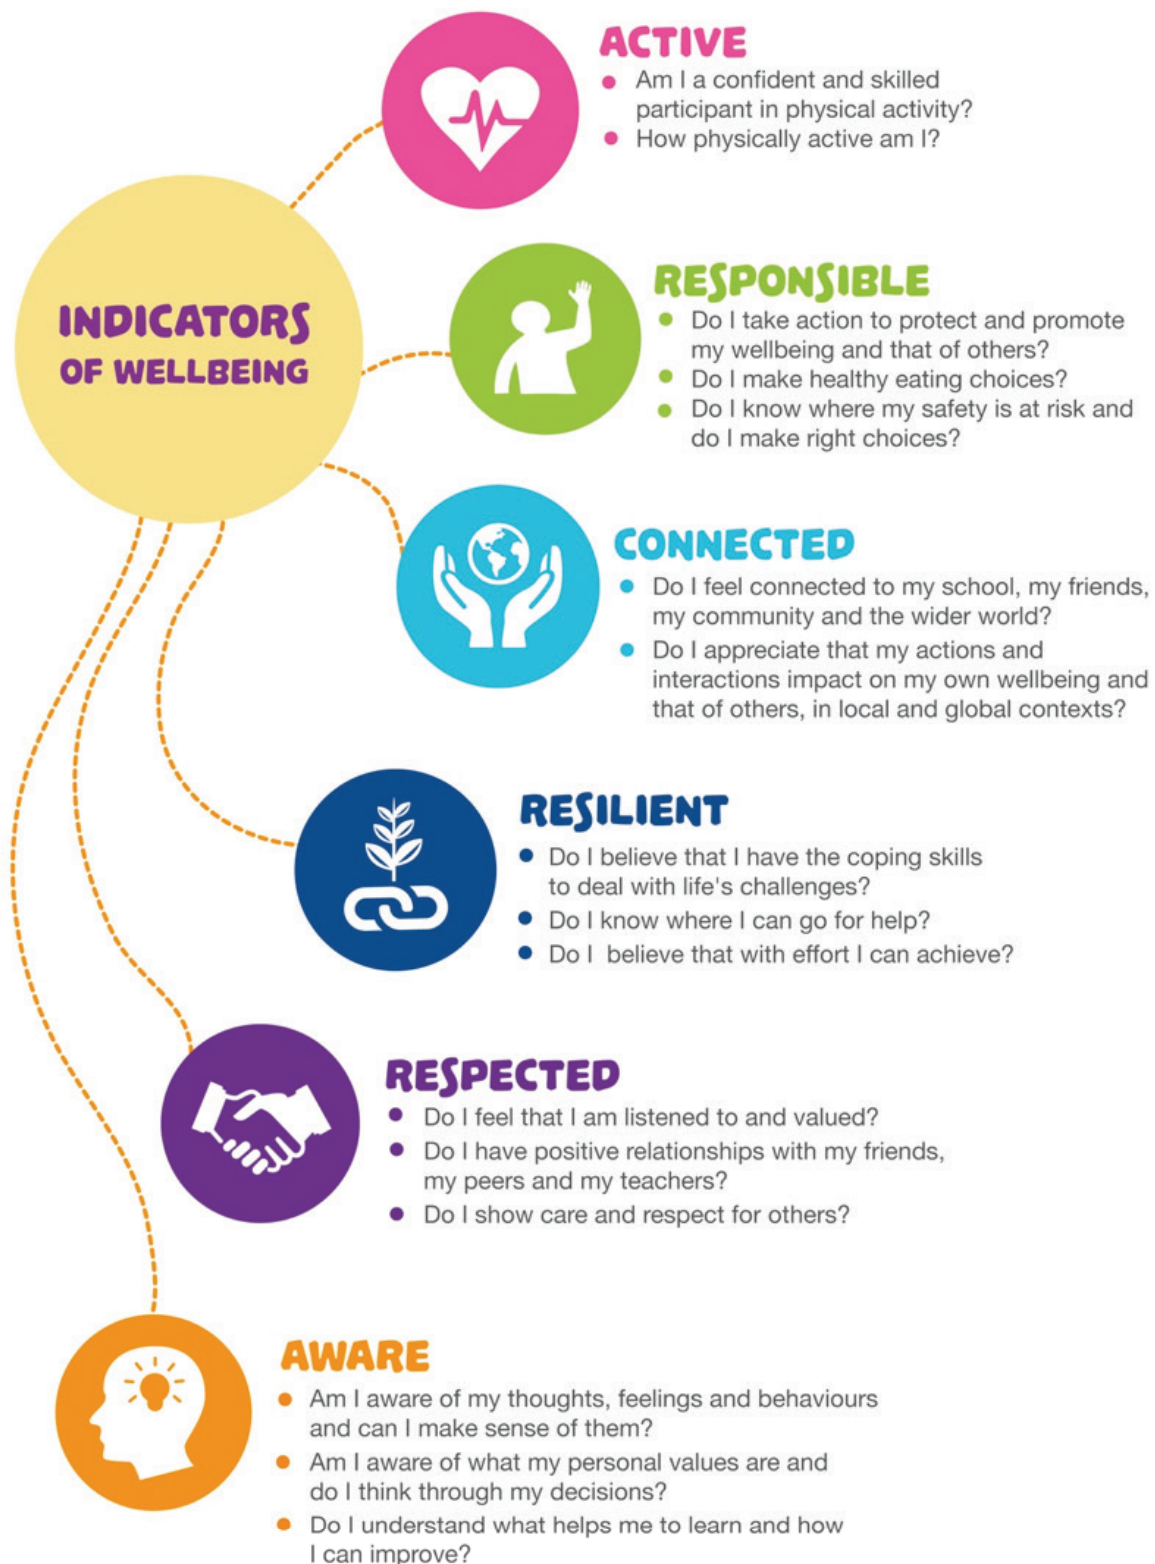 ACTIVE
• Am I a confident and skilled
participant in physical activity?
• How physically active am I?
INDICATORS
OF WELLBEING
RESPONSIBLE
• Do I take action to protect and promote
my wellbeing and that of others?
• Do I make healthy eating choices?
• Do I know where my safety is at risk and
do I make right choices?
CONNECTED
• Do I feel connected to my school, my friends,
my community and the wider world?
• Do I appreciate that my actions and
interactions impact on my own wellbeing and
that of others, in local and global contexts?
RESILIENT
• Do I believe that I have the coping skills
to deal with life's challenges?
• Do I know where I can go for help?
• Do I believe that with effort I can achieve?
RESPECTED
• Do I feel that I am listened to and valued?
• Do I have positive relationships with my friends,
my peers and my teachers?
• Do I show care and respect for others?
AWARE
• Am I aware of my thoughts, feelings and behaviours
and can I make sense of them?
• Am I aware of what my personal values are and
do I think through my decisions?
• Do I understand what helps me to learn and how
I can improve?